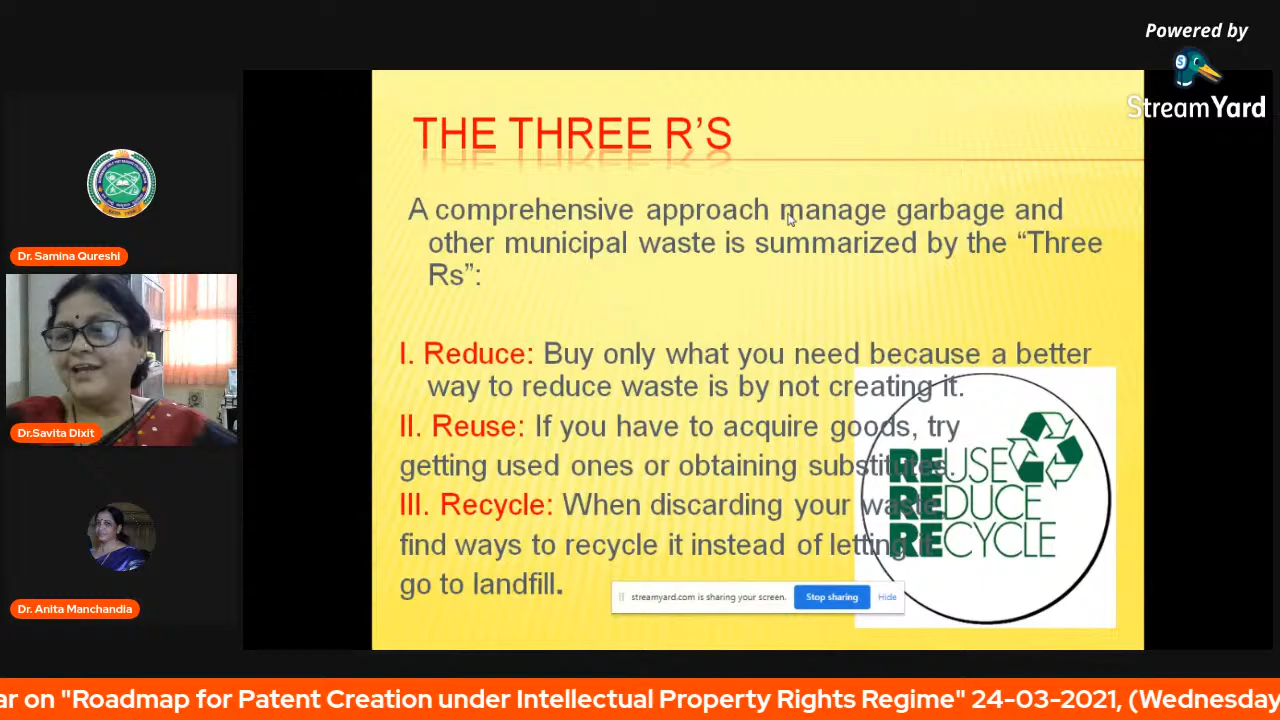 Powered by
StreamYard
THE THREE R’S
A comprehensive approach manage garbage and
other municipal waste is summarized by the “Three
Rs”:
I. Reduce: Buy only what you need because a better
way to reduce waste is by not creating it.
II. Reuse: If you have to acquire goods, try
getting used ones or obtaining substitutes.
III. Recycle: When discarding your waste,
find ways to recycle it instead of letting it
go to landfill.
REUSE
REDUCE
RECYCLE
streamyard.com is sharing your screen.
Stop sharing
Hide
Dr. Samina Qureshi
Dr.Savita Dixit
Dr. Anita Manchandia
ar on "Roadmap for Patent Creation under Intellectual Property Rights Regime" 24-03-2021, (Wednesday